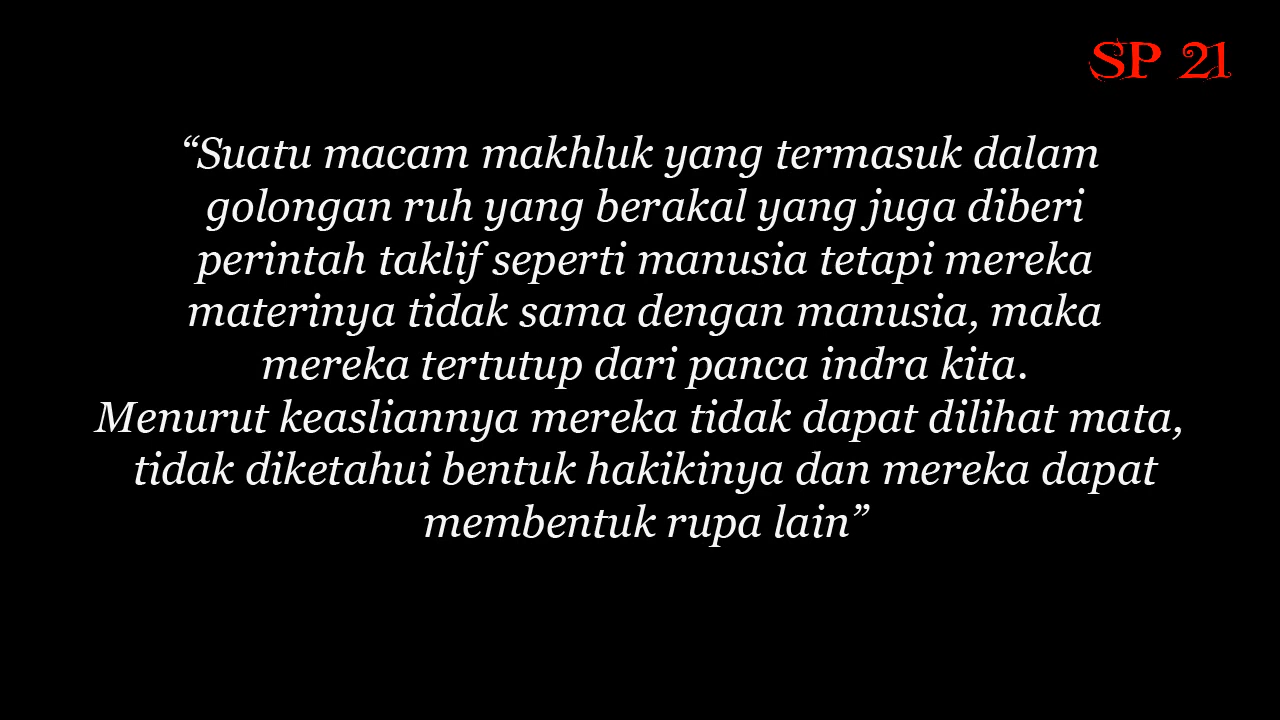 SP 21
“Suatu macam makhluk yang termasuk dalam
golongan ruh yang berakal yang juga diberi
perintah taklif seperti manusia tetapi mereka
materinya tidak sama dengan manusia, maka
mereka tertutup dari panca indra kita.
Menurut keasliannya mereka tidak dapat dilihat mata,
tidak diketahui bentuk hakikinya dan mereka dapat
membentuk rupa lain”